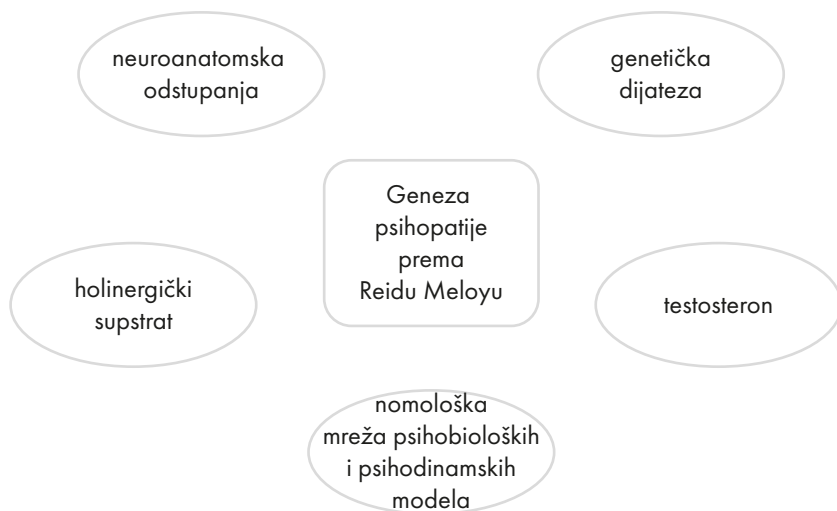 neuroanatomska
odstupanja
genetička
dijateza
Geneza
psihopatije
prema
Reidu Meloyu
holinergički
supstrat
testosteron
nomološka
mreža psihobioloških
i psihodinamskih
modela